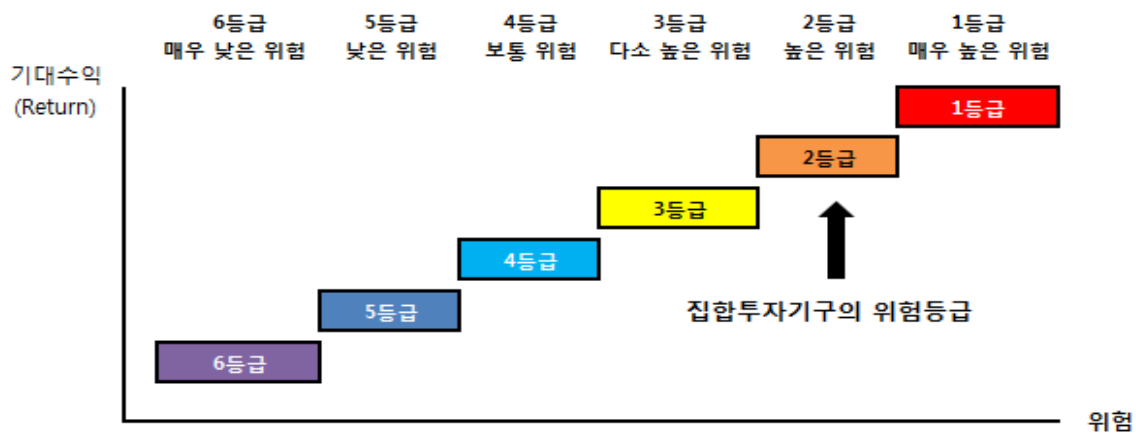 6등급
매우 낮은 위험
5등급
낮은 위험
4등급
보통 위험
3등급
다소 높은 위험
2등급
높은 위험
1등급
매우 높은 위험
기대수익
(Return)
1등급
2등급
3등급
4등급
5등급
집합투자기구의 위험등급
6등급
위험